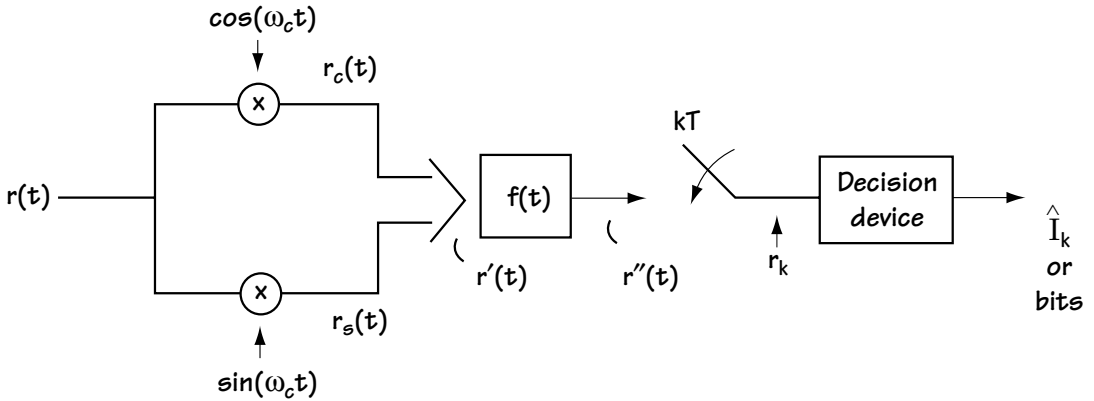 cos(ω_c t)
x
r_c(t)
r(t)
x
r_s(t)
sin(ω_c t)
f(t)
r′(t)
r″(t)
kT
r_k
Decision
device
Î_k
or
bits